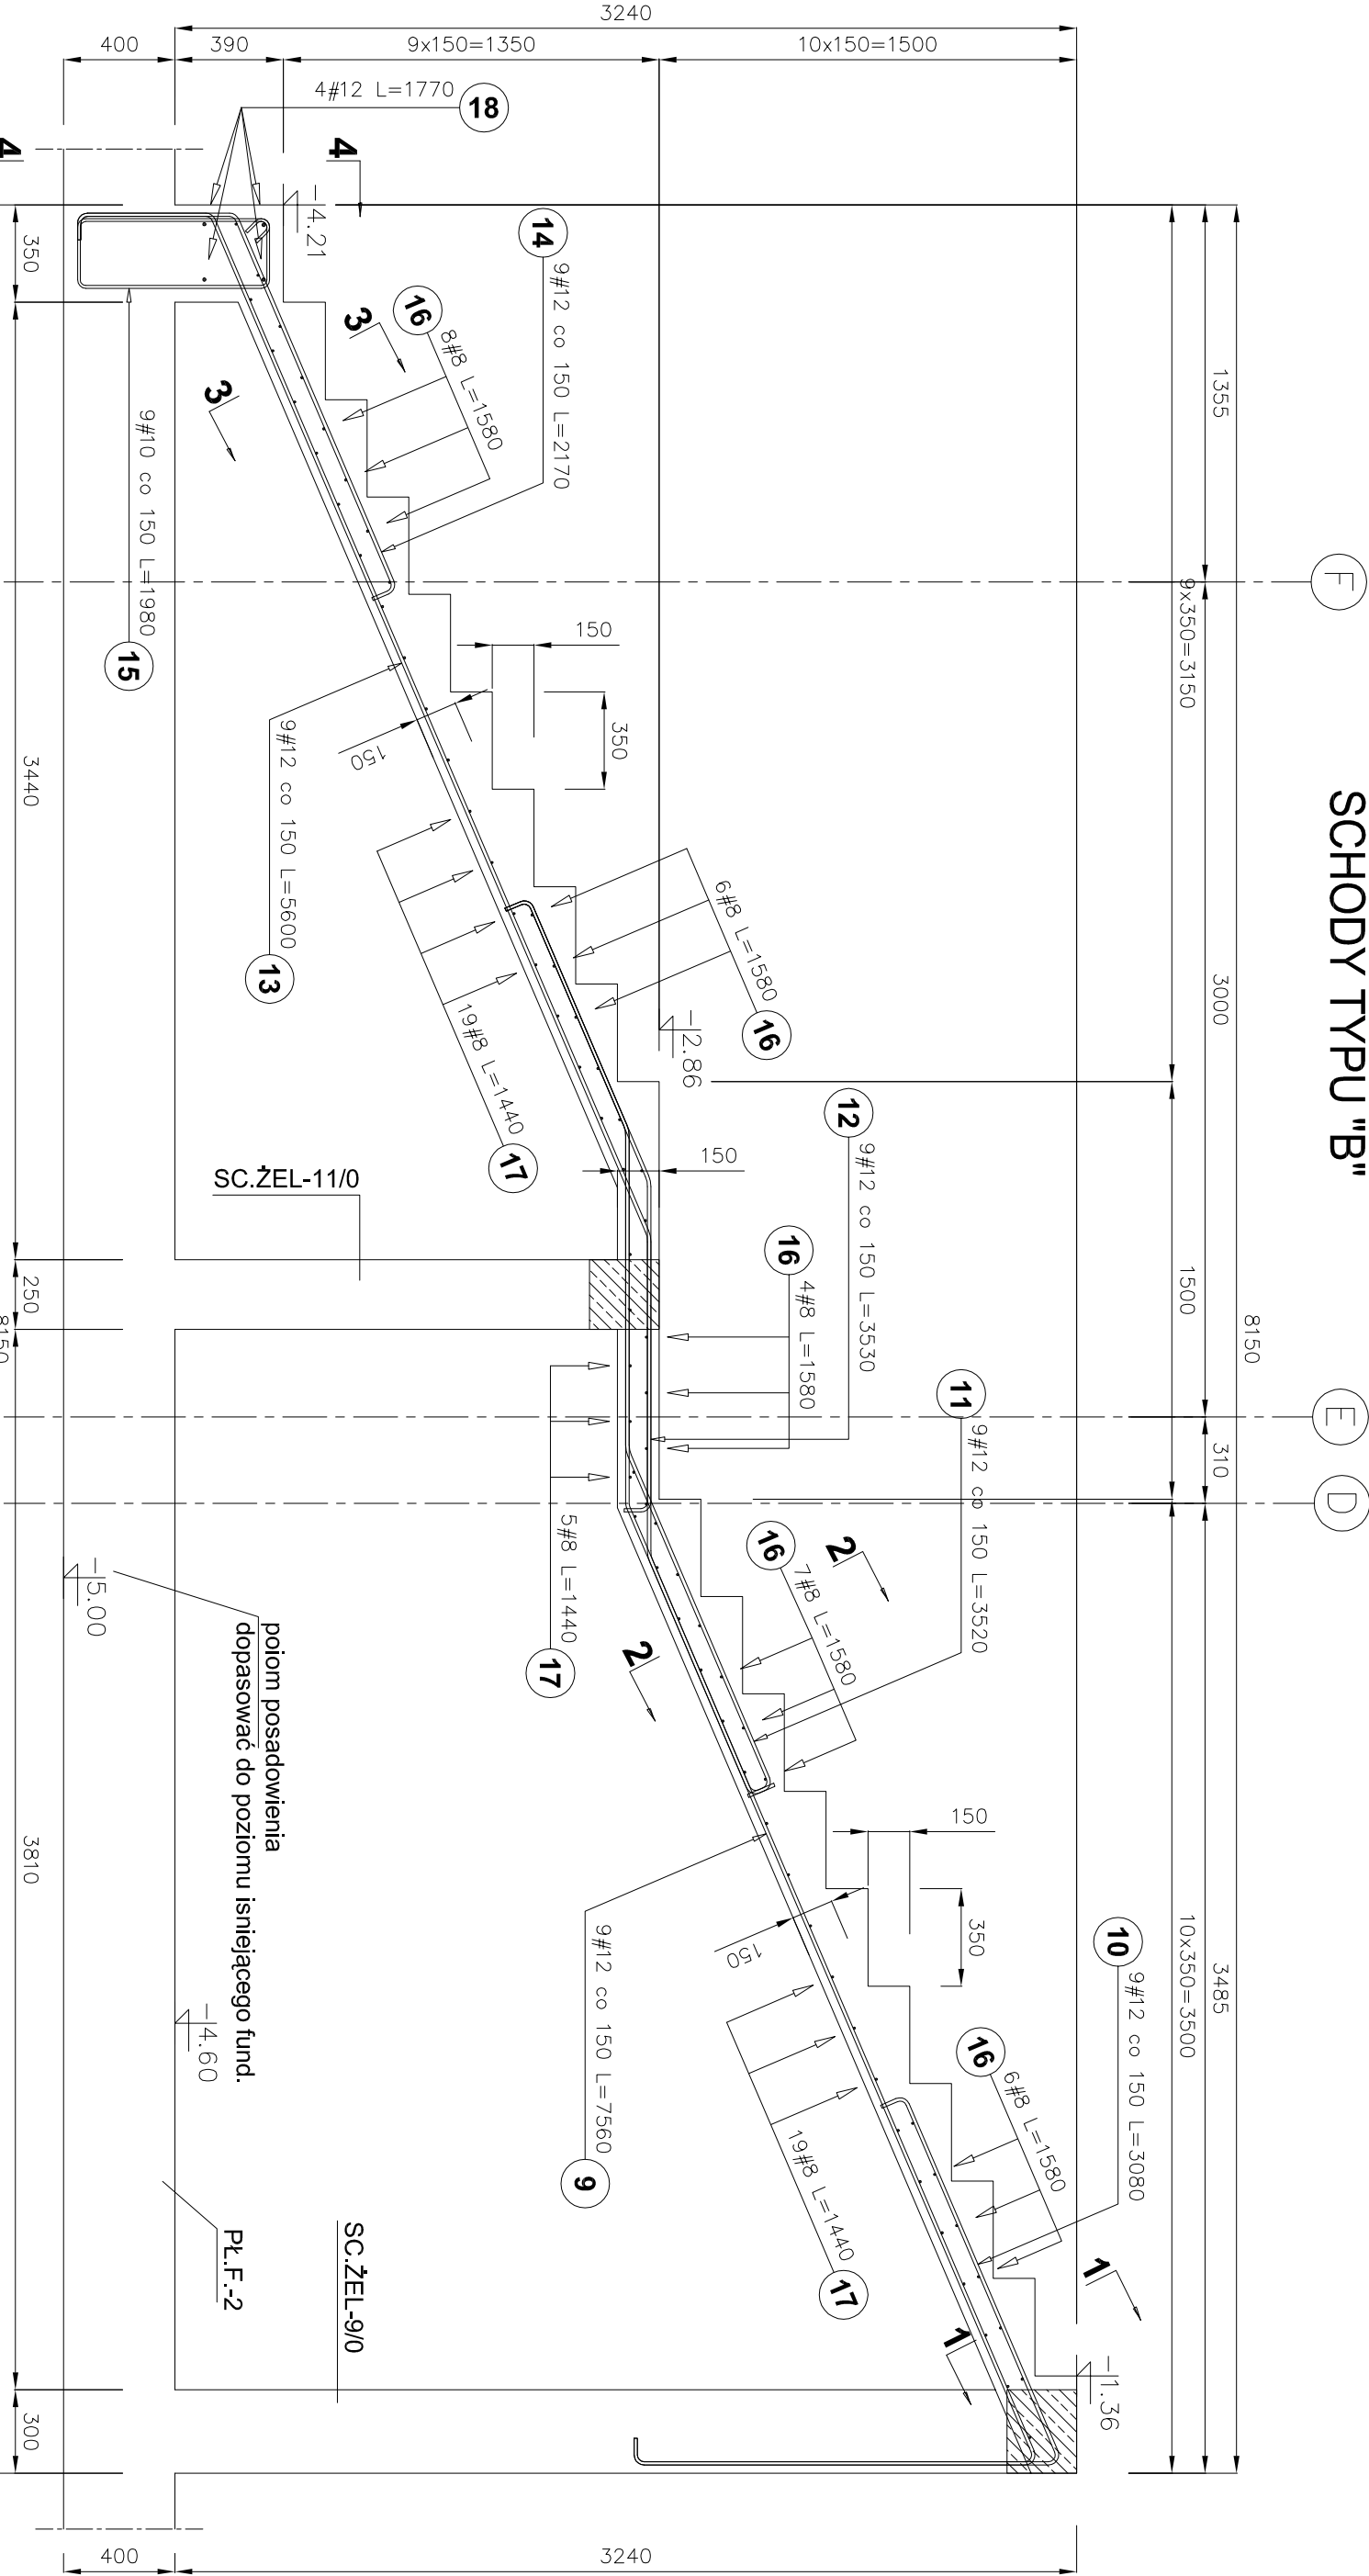 SCHODY TYPU "B"
F
E
D
8150
1355
3000
310
3485
9x350=3150
1500
10x350=3500
3240
400
390
9x150=1350
10x150=1500
4#12 L=1770
18
4
4
-4.21
14
9#12 co 150 L=2170
16
8#8 L=1580
3
3
9#10 co 150 L=1980
15
150
350
150
9#12 co 150 L=5600
13
6#8 L=1580
16
19#8 L=1440
17
-2.86
12
9#12 co 150 L=3530
150
SC.ŻEL-11/0
16
4#8 L=1580
11
9#12 co 150 L=3520
5#8 L=1440
17
16
7#8 L=1580
2
2
150
350
150
9#12 co 150 L=7560
9
10
9#12 co 150 L=3080
16
6#8 L=1580
19#8 L=1440
17
1
1
-1.36
-5.00
poiom posadowienia
dopasować do poziomu isniejącego fund.
-4.60
PŁ.F.-2
SC.ŻEL-9/0
350
3440
250
3810
300
8150
400
3240